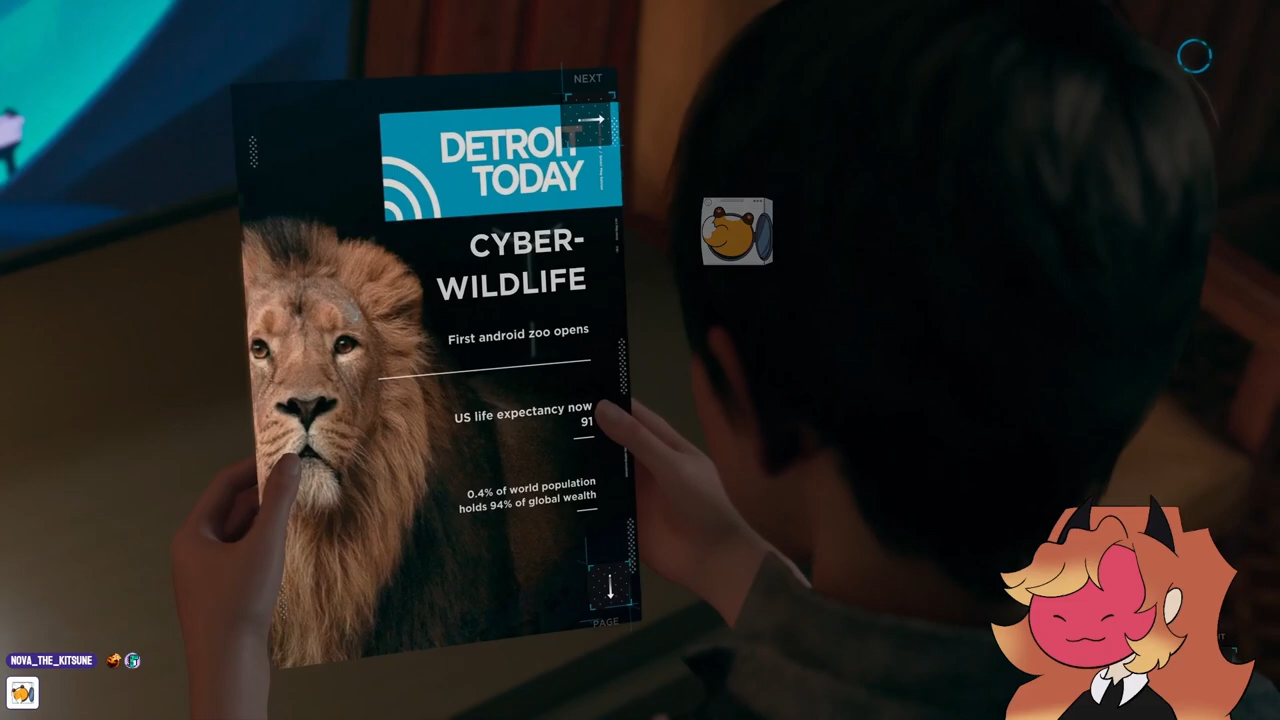 NEXT
DETROIT
TODAY
CYBER-
WILDLIFE
First android zoo opens
US life expectancy now
91
0.4% of world population
holds 94% of global wealth
PAGE
NOVA_THE_KITSUNE